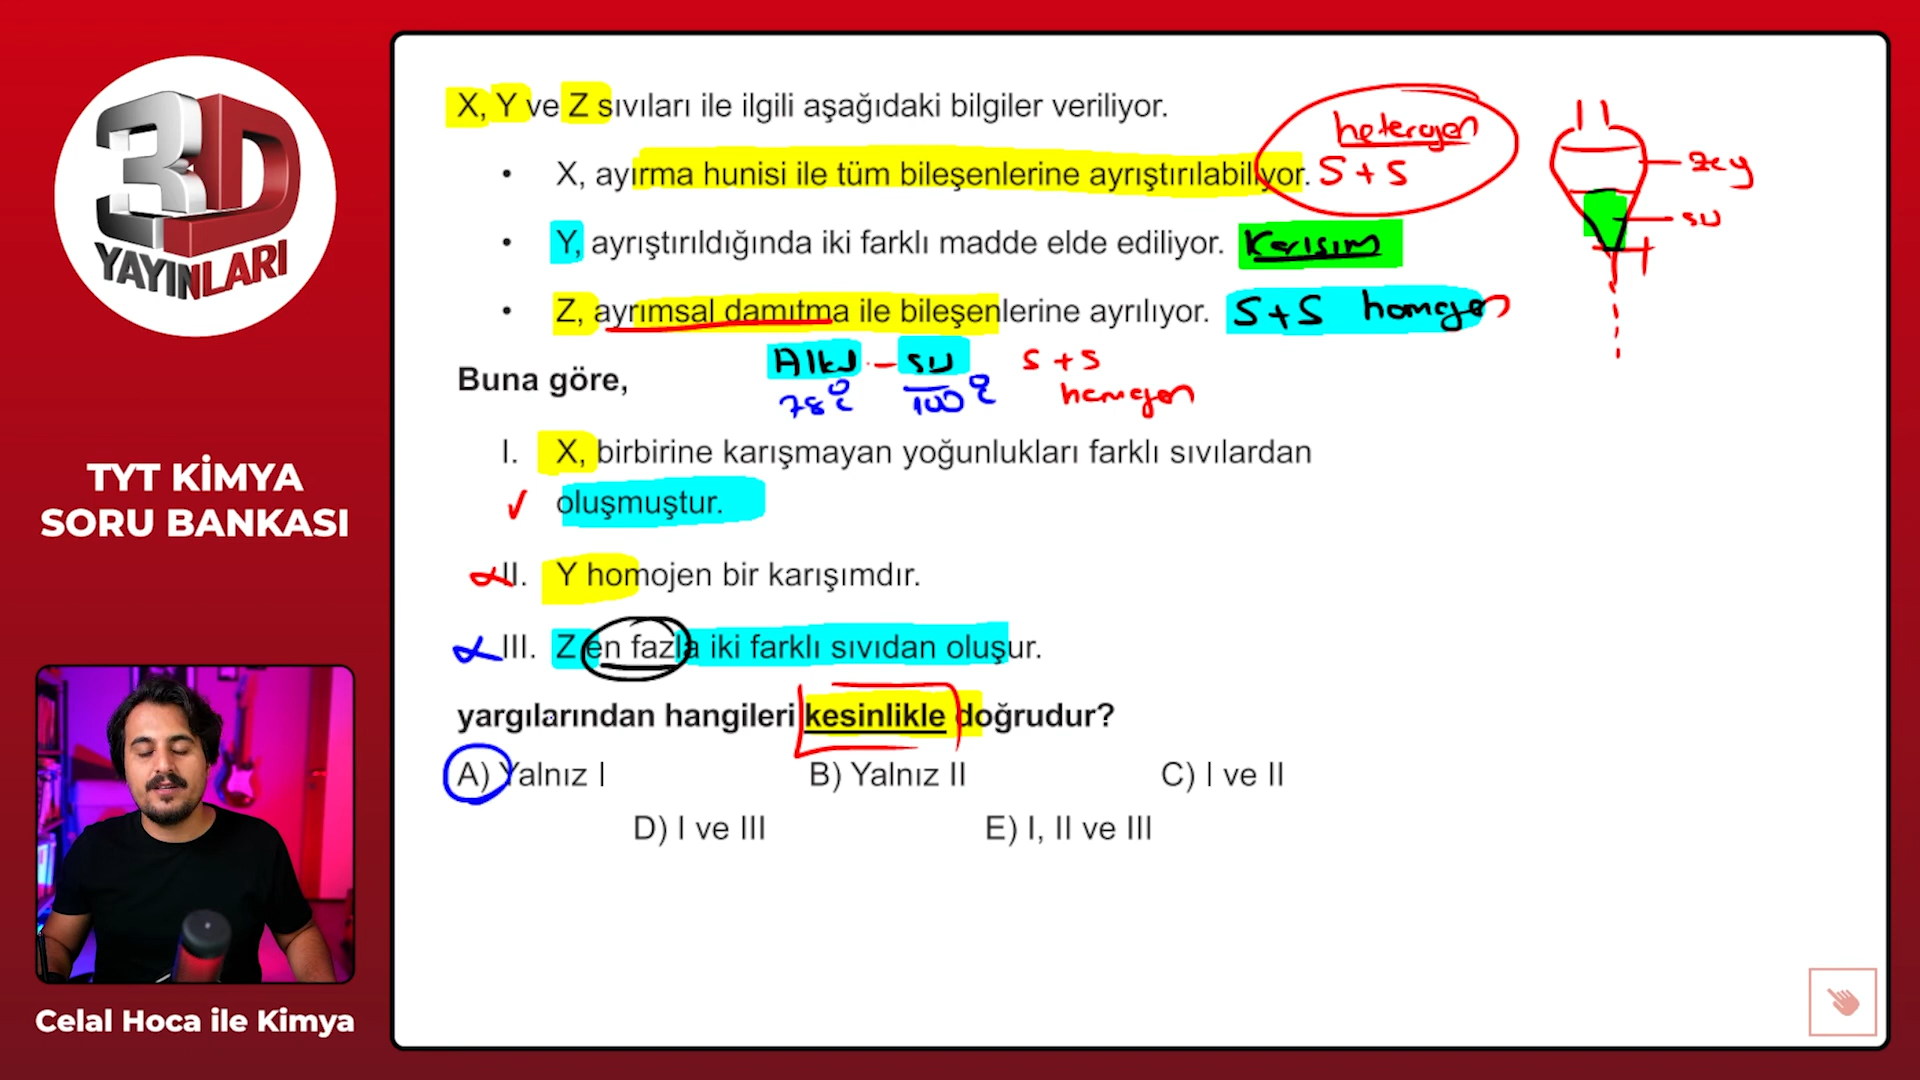 3D
YAYINLARI
TYT KİMYA
SORU BANKASI
Celal Hoca ile Kimya
X, Y ve Z sıvıları ile ilgili aşağıdaki bilgiler veriliyor.
heterojen
• X, ayırma hunisi ile tüm bileşenlerine ayrıştırılabiliyor. S + S
zey
su
• Y, ayrıştırıldığında iki farklı madde elde ediliyor. Karışım
• Z, ayrımsal damıtma ile bileşenlerine ayrılıyor. S+S homojen
Alkol - su S + S
Buna göre,
78°C 100°C homojen
I. X, birbirine karışmayan yoğunlukları farklı sıvılardan
oluşmuştur.
II. Y homojen bir karışımdır.
III. Z en fazla iki farklı sıvıdan oluşur.
yargılarından hangileri kesinlikle doğrudur?
A) Yalnız I B) Yalnız II C) I ve II
D) I ve III E) I, II ve III